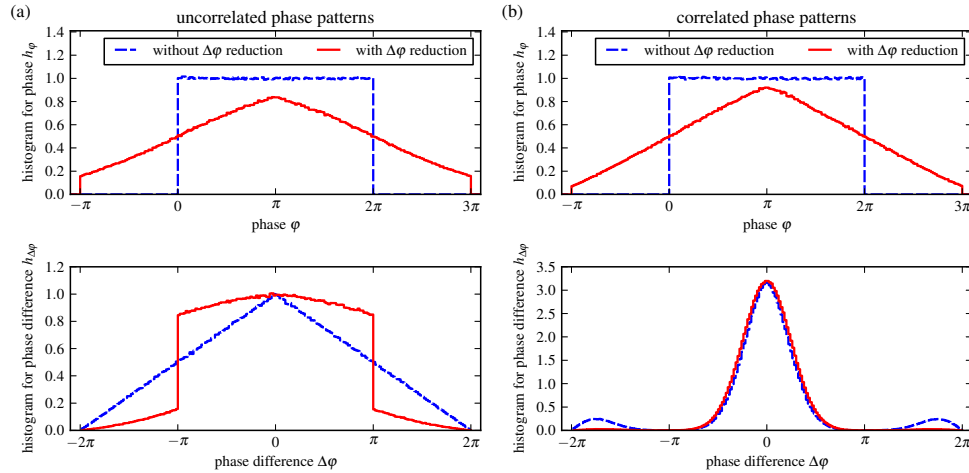 (a)
uncorrelated phase patterns
histogram for phase hφ
1.4
1.2
1.0
0.8
0.6
0.4
0.2
0.0
without Δφ reduction
with Δφ reduction
−π 0 π 2π 3π
phase φ
histogram for phase difference hΔφ
1.2
1.0
0.8
0.6
0.4
0.2
0.0
−2π −π 0 π 2π
phase difference Δφ
(b)
correlated phase patterns
histogram for phase hφ
1.4
1.2
1.0
0.8
0.6
0.4
0.2
0.0
without Δφ reduction
with Δφ reduction
−π 0 π 2π 3π
phase φ
histogram for phase difference hΔφ
3.5
3.0
2.5
2.0
1.5
1.0
0.5
0.0
−2π −π 0 π 2π
phase difference Δφ